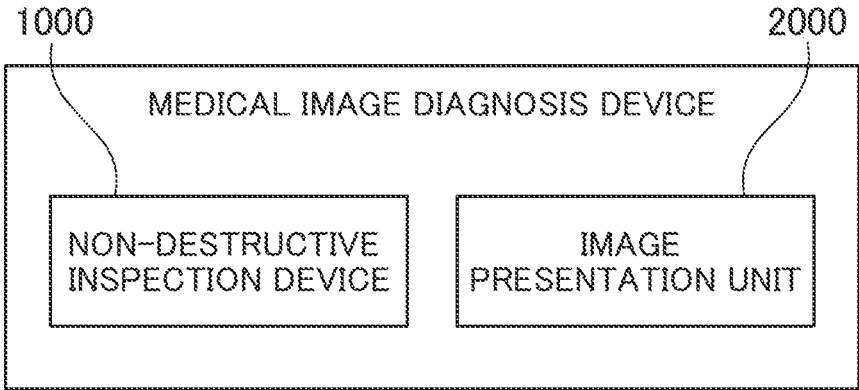 1000
2000
MEDICAL IMAGE DIAGNOSIS DEVICE
NON-DESTRUCTIVE
INSPECTION DEVICE
IMAGE
PRESENTATION UNIT